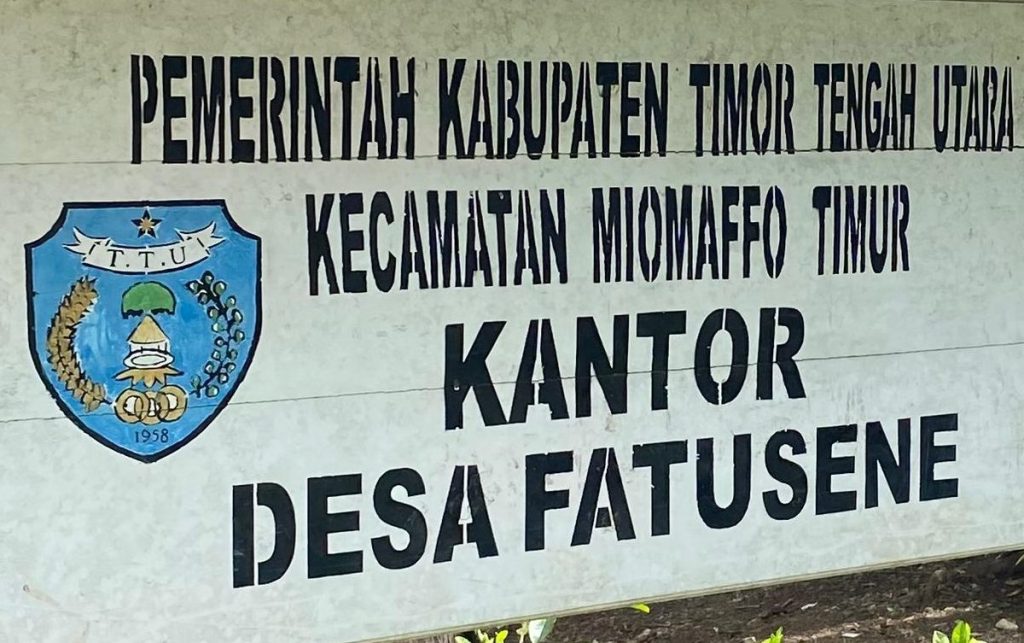 PEMERINTAH KABUPATEN TIMOR TENGAH UTARA
KECAMATAN MIOMAFFO TIMUR
T.T.U
1958
KANTOR
DESA FATUSENE